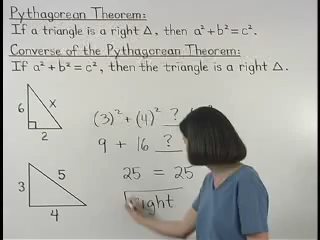 Pythagorean Theorem:
If a triangle is a right △, then a² + b² = c².
Converse of the Pythagorean Theorem:
If a² + b² = c², then the triangle is a right △.
6
x
2
(3)² + (4)² ?
9 + 16 ?
25 = 25
3
5
4